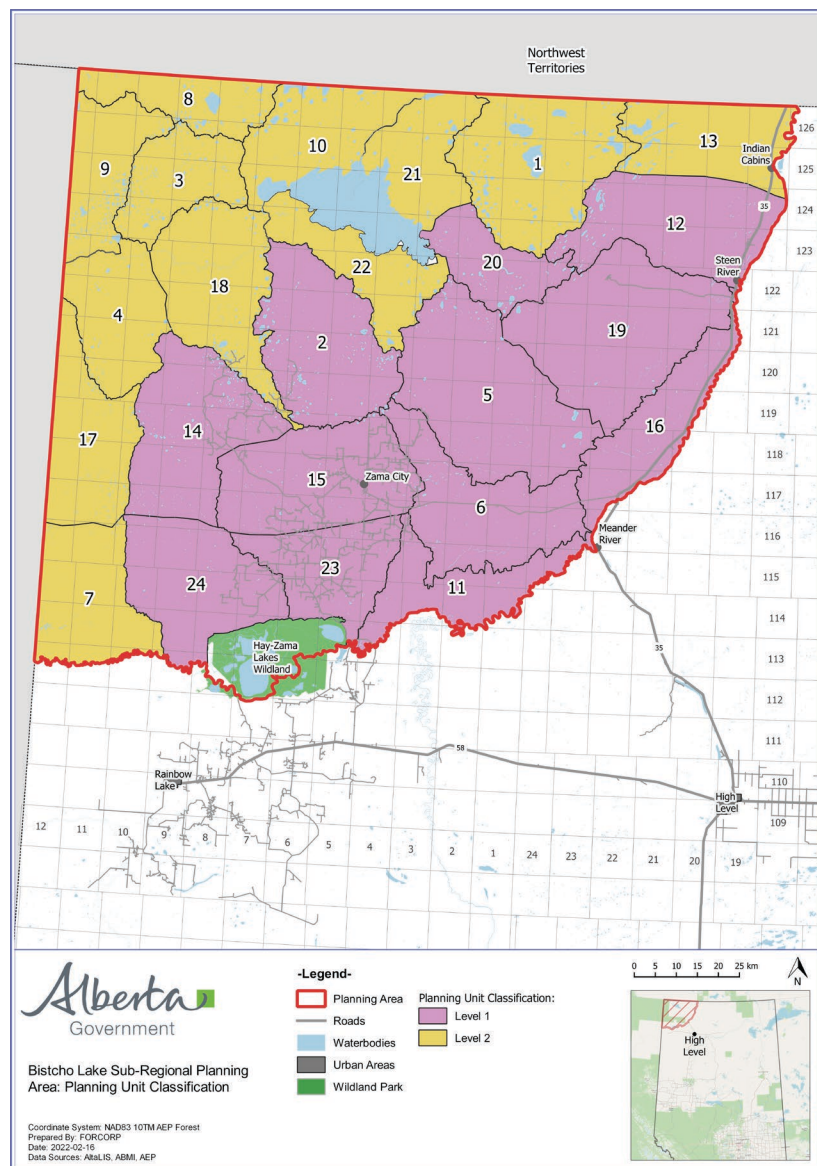 Northwest
Territories
8
126
10
13
Indian
Cabins
125
9
3
21
1
124
35
12
123
20
Steen
River
22
18
122
4
19
2
121
5
120
16
119
14
17
118
15
Zama City
117
6
Meander
River
116
23
115
24
11
7
114
Hay-Zama
Lakes
Wildland
35
113
112
111
58
Rainbow
Lake
110
High
Level
109
12 11 10 9 8 7 6 5 4 3 2 1 24 23 22 21 20 19
Alberta
Government
Bistcho Lake Sub-Regional Planning
Area: Planning Unit Classification
Coordinate System: NAD83 10TM AEP Forest
Prepared By: FORCORP
Date: 2022-02-16
Data Sources: AltaLIS, ABMI, AEP
-Legend-
Planning Area
Roads
Waterbodies
Urban Areas
Wildland Park
Planning Unit Classification:
Level 1
Level 2
0 5 10 15 20 25 km
N
High
Level